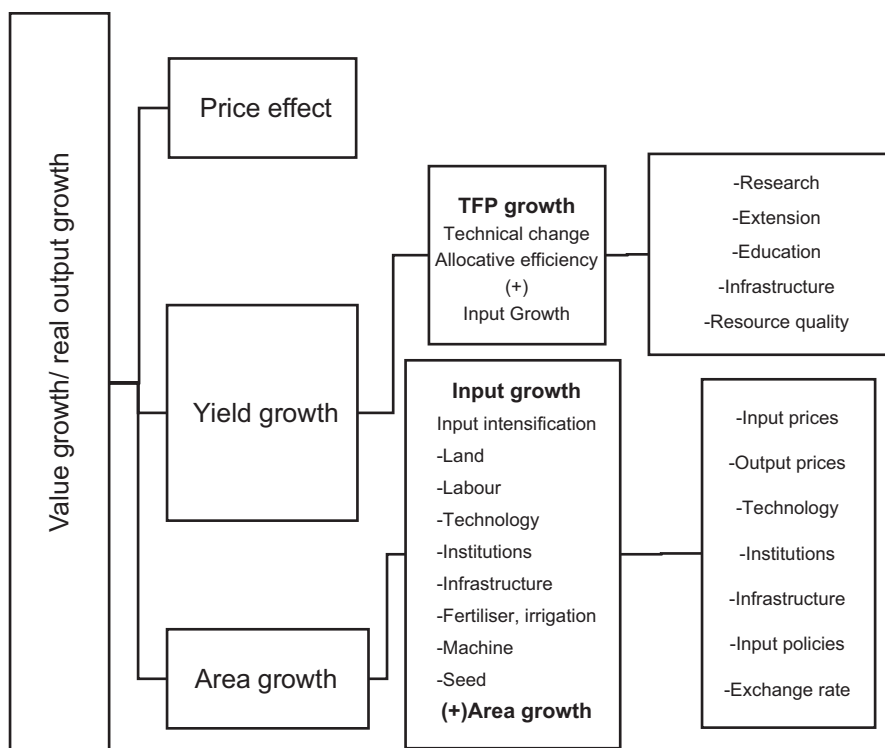 Value growth/ real output growth
Price effect
Yield growth
Area growth
TFP growth
Technical change
Allocative efficiency
(+)
Input Growth
Input growth
Input intensification
-Land
-Labour
-Technology
-Institutions
-Infrastructure
-Fertiliser, irrigation
-Machine
-Seed
(+)Area growth
-Research
-Extension
-Education
-Infrastructure
-Resource quality
-Input prices
-Output prices
-Technology
-Institutions
-Infrastructure
-Input policies
-Exchange rate